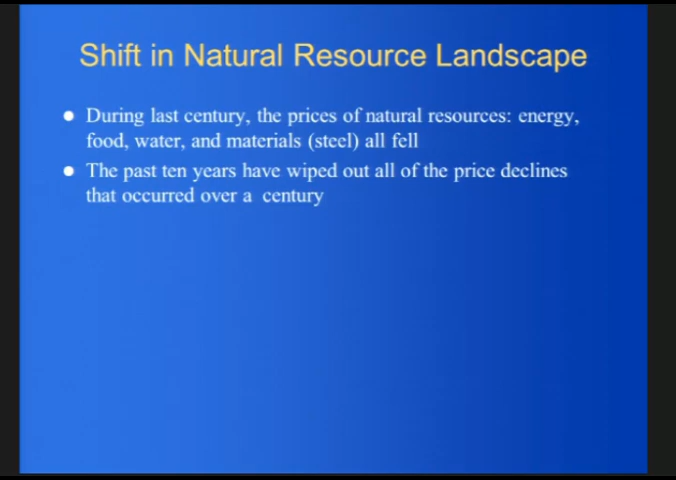 Shift in Natural Resource Landscape
● During last century, the prices of natural resources: energy,
food, water, and materials (steel) all fell
● The past ten years have wiped out all of the price declines
that occurred over a century